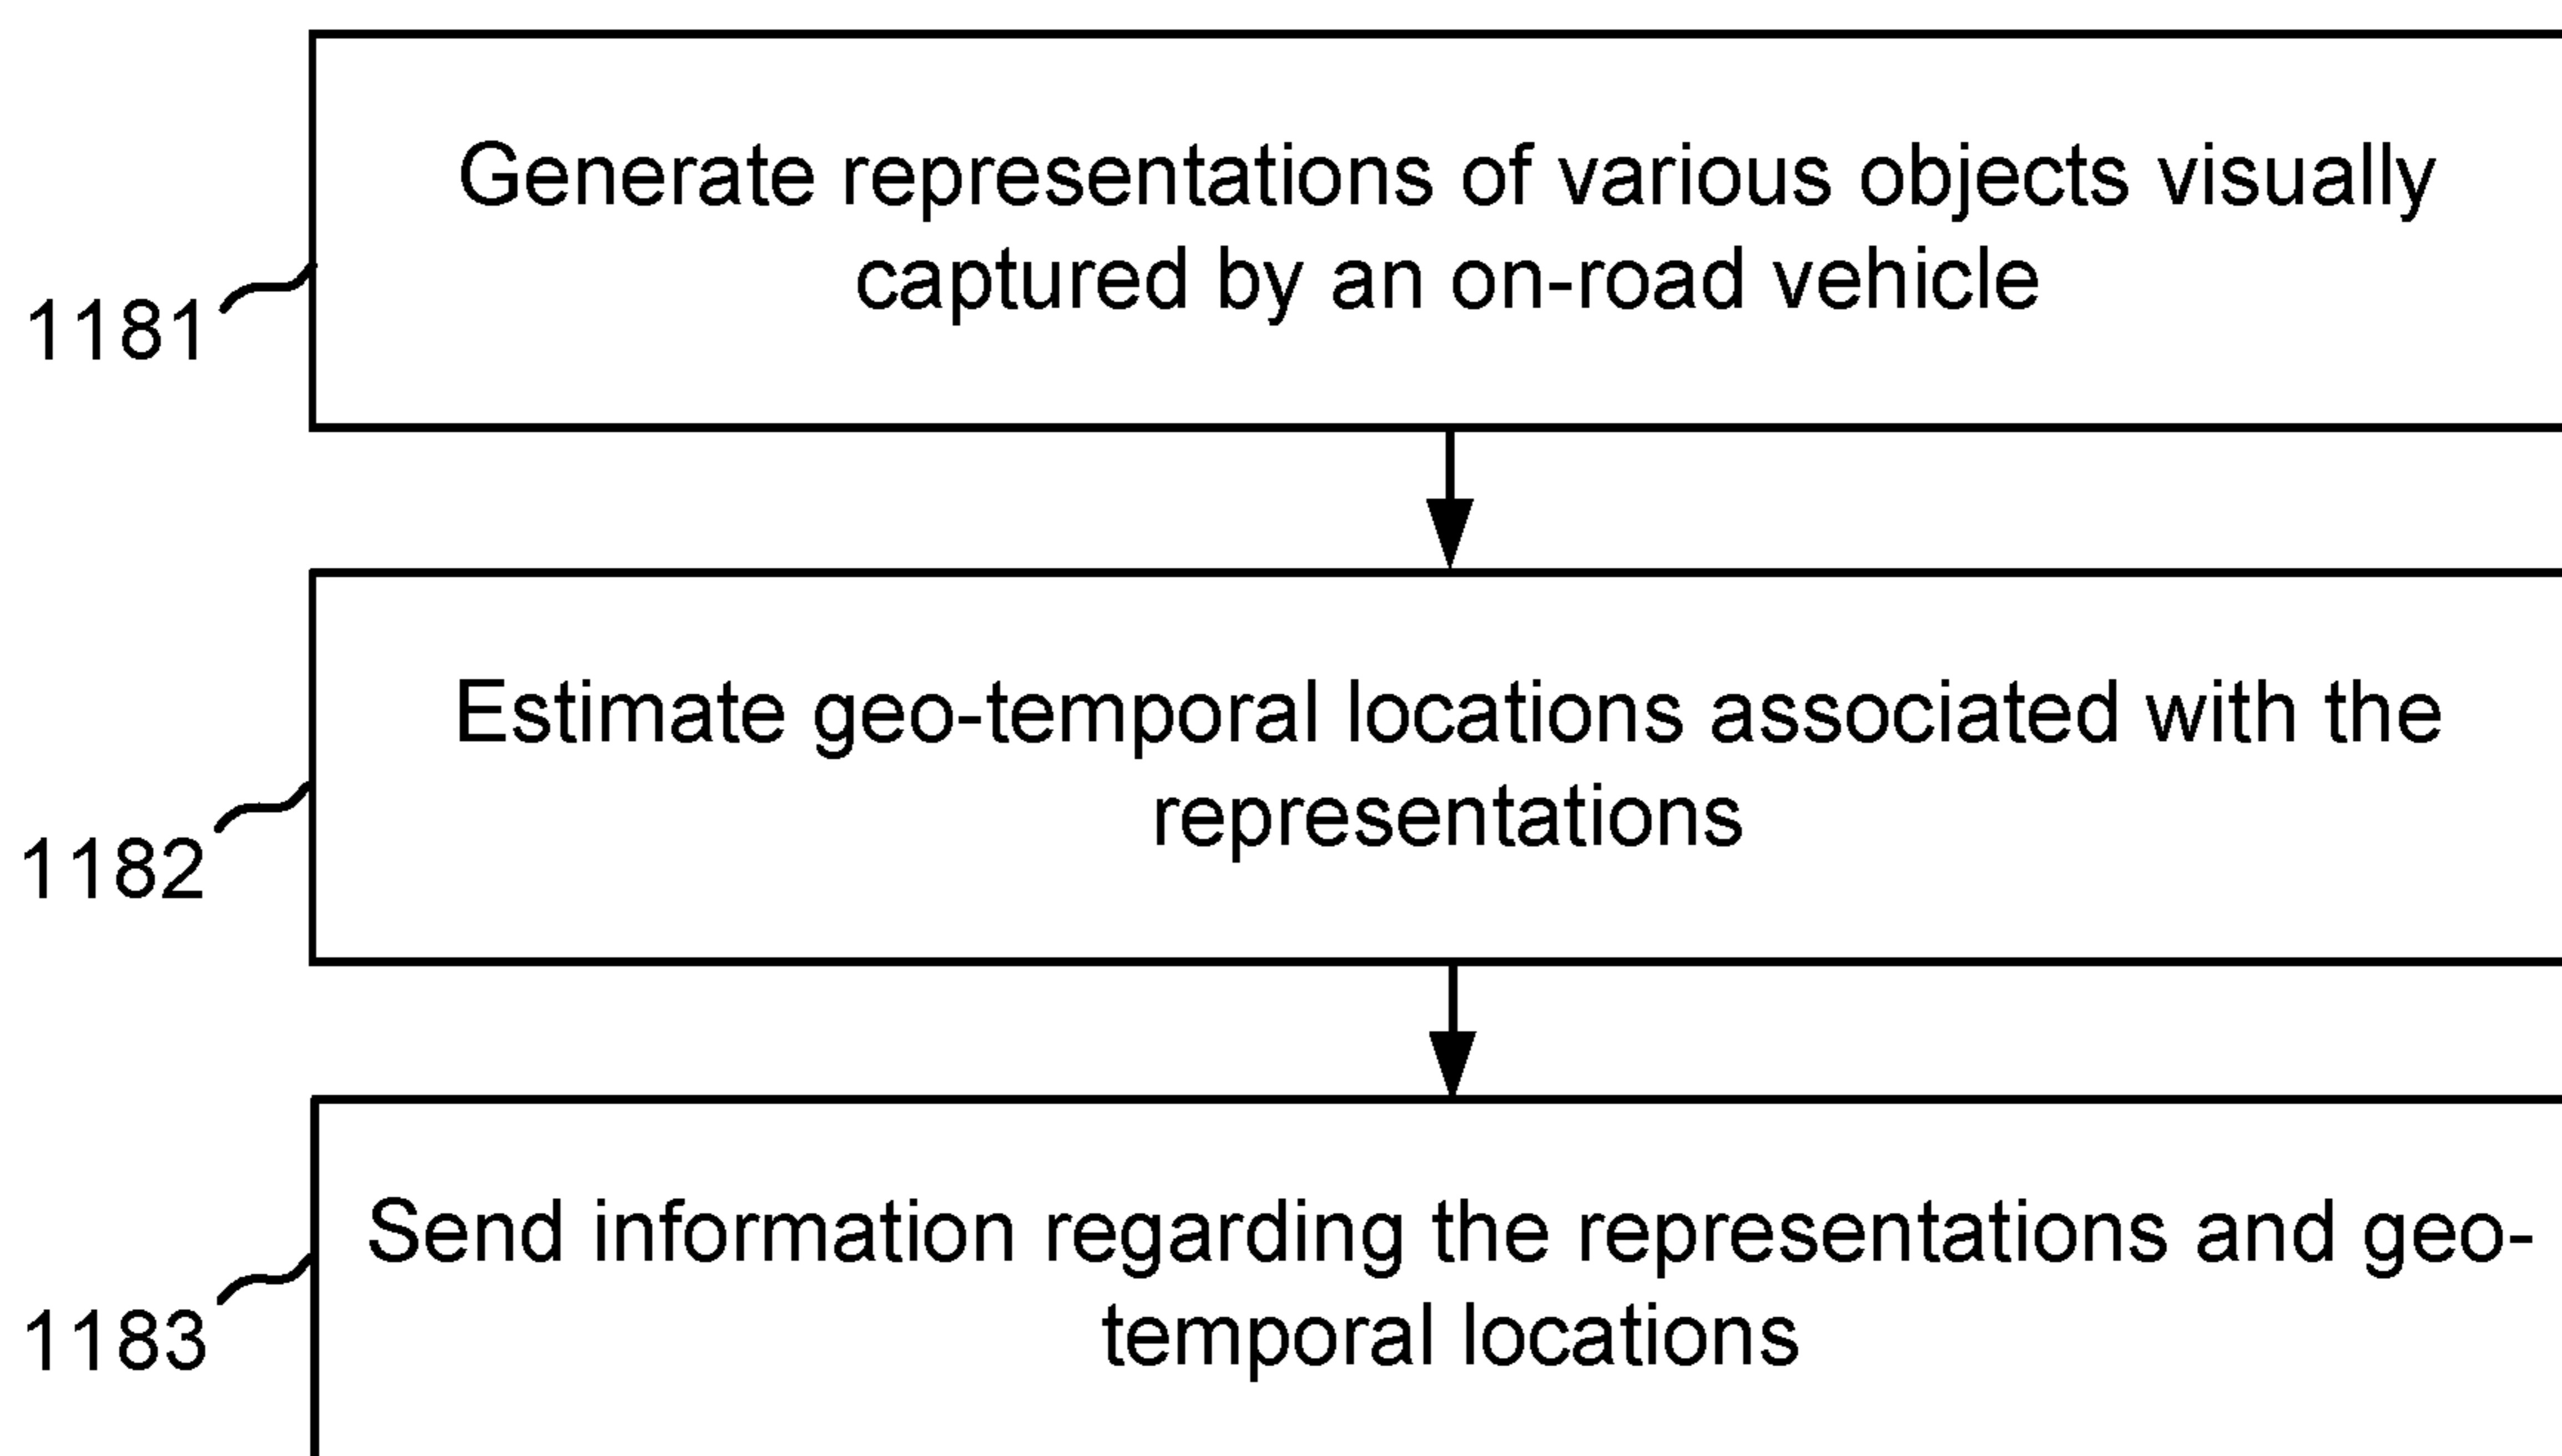 Generate representations of various objects visually
captured by an on-road vehicle
1181
Estimate geo-temporal locations associated with the
representations
1182
Send information regarding the representations and geo-
temporal locations
1183